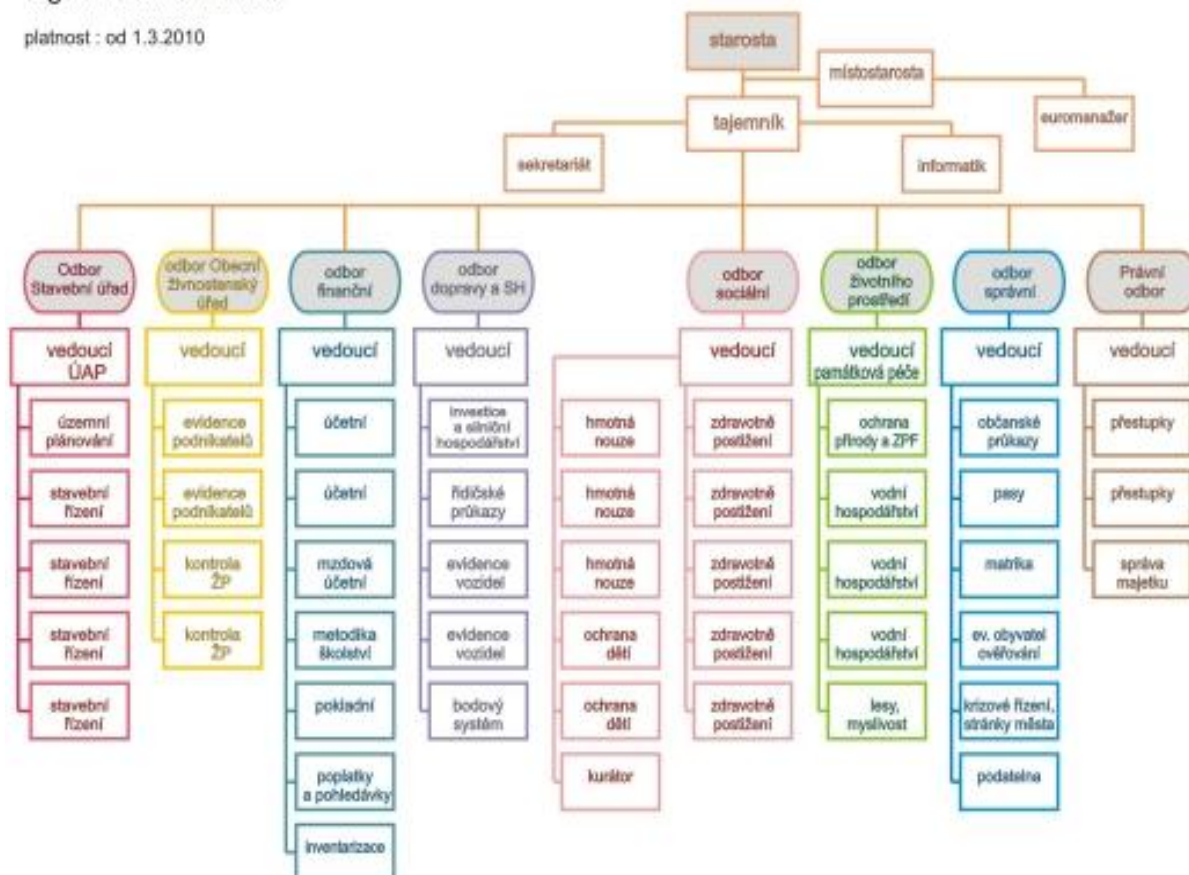 platnost : od 1.3.2010
starosta
místostarosta
euromanažer
tajemník
sekretariát
informatik
Odbor
Stavební úřad
vedoucí
ÚAP
územní
plánování
stavební
řízení
stavební
řízení
stavební
řízení
stavební
řízení
odbor Obecní
živnostenský
úřad
vedoucí
evidence
podnikatelů
evidence
podnikatelů
kontrola
ŽP
kontrola
ŽP
odbor
finanční
vedoucí
účetní
účetní
mzdová
účetní
metodika
školství
pokladní
poplatky
a pohledávky
inventarizace
odbor
dopravy a SH
vedoucí
investice
a silniční
hospodářství
řidičské
průkazy
evidence
vozidel
evidence
vozidel
bodový
systém
odbor
sociální
vedoucí
hmotná
nouze
hmotná
nouze
hmotná
nouze
ochrana
dětí
ochrana
dětí
kurátor
zdravotně
postižení
zdravotně
postižení
zdravotně
postižení
zdravotně
postižení
zdravotně
postižení
odbor
životního
prostředí
vedoucí
památková péče
ochrana
přírody a ZPF
vodní
hospodářství
vodní
hospodářství
vodní
hospodářství
lesy,
myslivost
odbor
správní
vedoucí
občanské
průkazy
pasy
matrika
ev. obyvatel
ověřování
krizové řízení,
stránky města
podatelna
Právní
odbor
vedoucí
přestupky
přestupky
správa
majetku